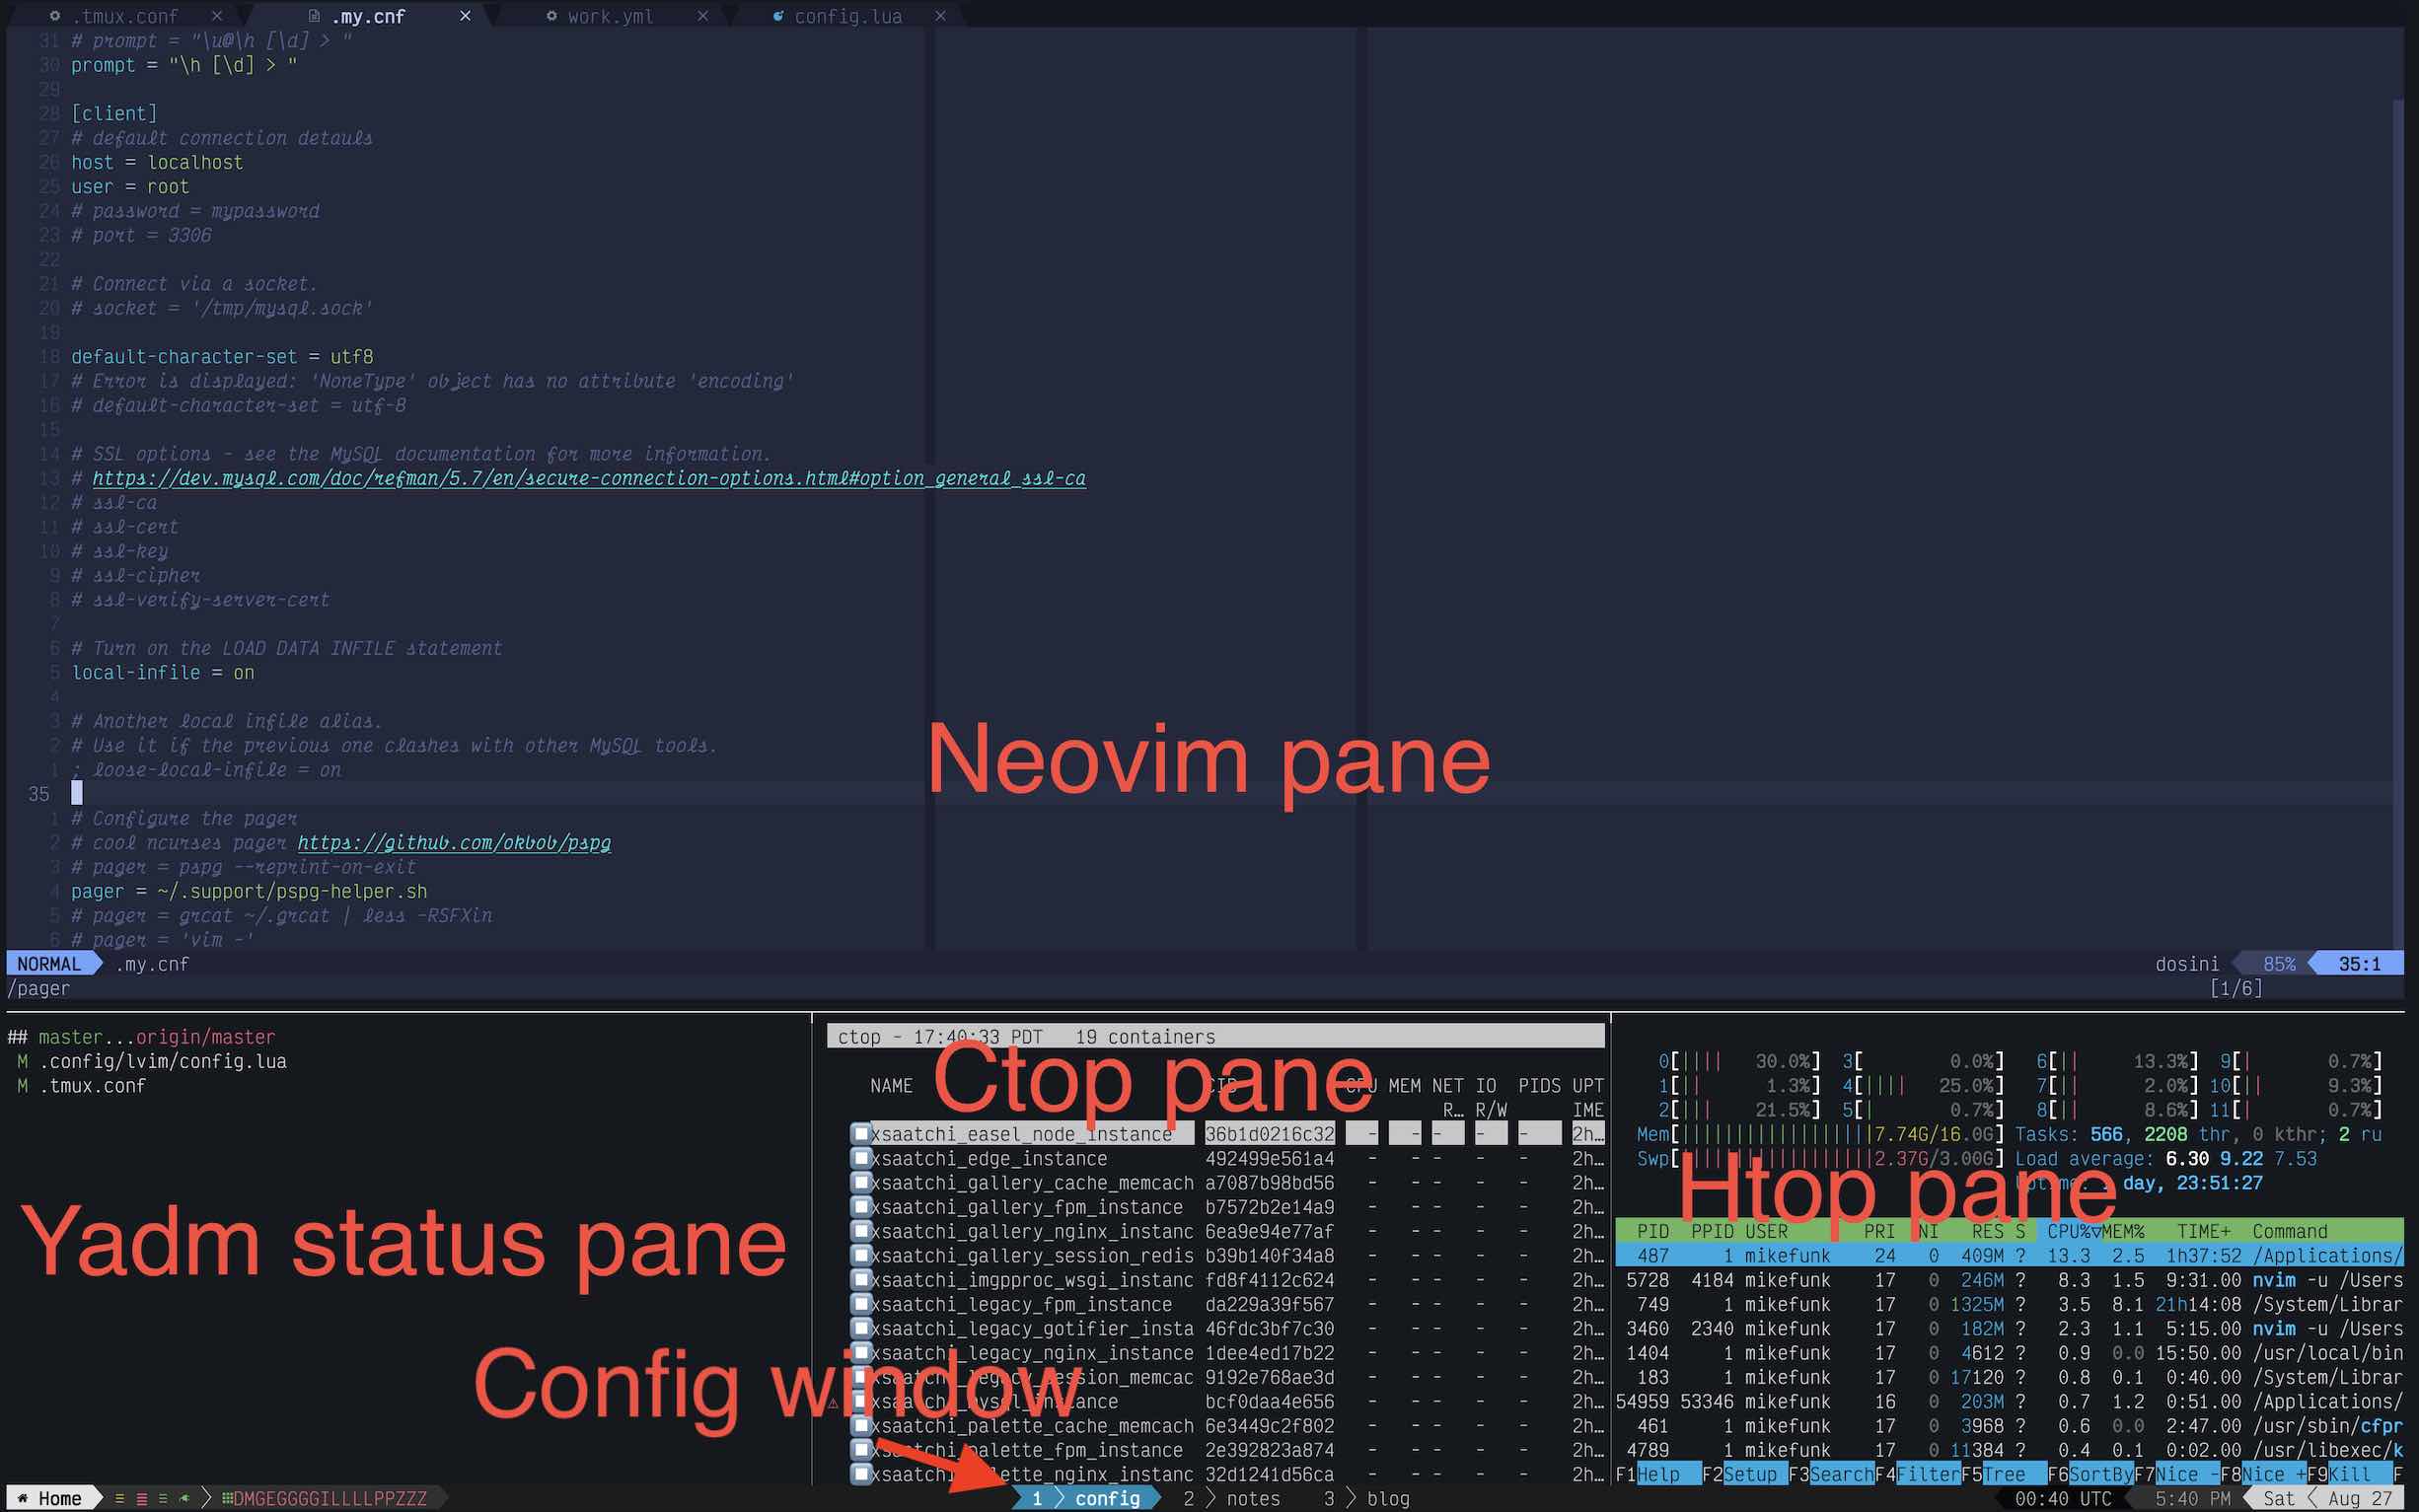 .tmux.conf × .my.cnf × work.yml × config.lua ×
31 # prompt = "\u@\h [\d] > "
30 prompt = "\h [\d] > "
29
28 [client]
27 # default connection detauls
26 host = localhost
25 user = root
24 # password = mypassword
23 # port = 3306
22
21 # Connect via a socket.
20 # socket = '/tmp/mysql.sock'
19
18 default-character-set = utf8
17 # Error is displayed: 'NoneType' object has no attribute 'encoding'
16 # default-character-set = utf-8
15
14 # SSL options - see the MySQL documentation for more information.
13 # https://dev.mysql.com/doc/refman/5.7/en/secure-connection-options.html#option_general_ssl-ca
12 # ssl-ca
11 # ssl-cert
10 # ssl-key
9 # ssl-cipher
8 # ssl-verify-server-cert
7
6 # Turn on the LOAD DATA INFILE statement
5 local-infile = on
4
3 # Another local infile alias.
2 # Use it if the previous one clashes with other MySQL tools.
1 ; loose-local-infile = on
Neovim pane
35
1 # Configure the pager
2 # cool ncurses pager https://github.com/okbob/pspg
3 # pager = pspg --reprint-on-exit
4 pager = ~/.support/pspg-helper.sh
5 # pager = grcat ~/.grcat | less -RSFXin
6 # pager = 'vim -'
NORMAL .my.cnf dosini 85% 35:1
/pager [1/6]
## master...origin/master
M .config/lvim/config.lua
M .tmux.conf
Yadm status pane
Config window
ctop - 17:40:33 PDT 19 containers
Ctop pane
NAME CID CPU MEM NET IO PIDS UPT
R… R/W IME
xsaatchi_easel_node_instance 36b1d0216c32 - - - - - 2h…
xsaatchi_edge_instance 492499e561a4 - - - - - 2h…
xsaatchi_gallery_cache_memcach a7087b98bd56 - - - - - 2h…
xsaatchi_gallery_fpm_instance b7572b2e14a9 - - - - - 2h…
xsaatchi_gallery_nginx_instanc 6ea9e94e77af - - - - - 2h…
xsaatchi_gallery_session_redis b39b140f34a8 - - - - - 2h…
xsaatchi_imgpproc_wsgi_instanc fd8f4112c624 - - - - - 2h…
xsaatchi_legacy_fpm_instance da229a39f567 - - - - - 2h…
xsaatchi_legacy_gotifier_insta 46fdc3bf7c30 - - - - - 2h…
xsaatchi_legacy_nginx_instance 1dee4ed17b22 - - - - - 2h…
xsaatchi_legacy_session_memcac 9192e768ae3d - - - - - 2h…
xsaatchi_mysql_instance bcf0daa4e656 - - - - - 2h…
xsaatchi_palette_cache_memcach 6e3449c2f802 - - - - - 2h…
xsaatchi_palette_fpm_instance 2e392823a874 - - - - - 2h…
xsaatchi_palette_nginx_instanc 32d1241d56ca - - - - - 2h…
0[|||| 30.0%] 3[ 0.0%] 6[|| 13.3%] 9[| 0.7%]
1[|| 1.3%] 4[|||| 25.0%] 7[|| 2.0%] 10[|| 9.3%]
2[||| 21.5%] 5[| 0.7%] 8[|| 8.6%] 11[| 0.7%]
Mem[||||||||||||||||||7.74G/16.0G] Tasks: 566, 2208 thr, 0 kthr; 2 ru
Swp[||||||||||||||||||2.37G/3.00G] Load average: 6.30 9.22 7.53
Uptime: 1 day, 23:51:27
Htop pane
PID PPID USER PRI NI RES S CPU%▽MEM% TIME+ Command
487 1 mikefunk 24 0 409M ? 13.3 2.5 1h37:52 /Applications/
5728 4184 mikefunk 17 0 246M ? 8.3 1.5 9:31.00 nvim -u /Users
749 1 mikefunk 17 0 1325M ? 3.5 8.1 21h14:08 /System/Librar
3460 2340 mikefunk 17 0 182M ? 2.3 1.1 5:15.00 nvim -u /Users
1404 1 mikefunk 17 0 4612 ? 0.9 0.0 15:50.00 /usr/local/bin
183 1 mikefunk 17 0 17120 ? 0.8 0.1 0:40.00 /System/Librar
54959 53346 mikefunk 16 0 203M ? 0.7 1.2 0:51.00 /Applications/
461 1 mikefunk 17 0 3968 ? 0.6 0.0 2:47.00 /usr/sbin/cfpr
4789 1 mikefunk 17 0 11384 ? 0.4 0.1 0:02.00 /usr/libexec/k
F1Help F2Setup F3SearchF4FilterF5Tree F6SortByF7Nice -F8Nice +F9Kill F
Home DMGEGGGGILLLLPPZZZ 1 config 2 notes 3 blog 00:40 UTC 5:40 PM Sat Aug 27